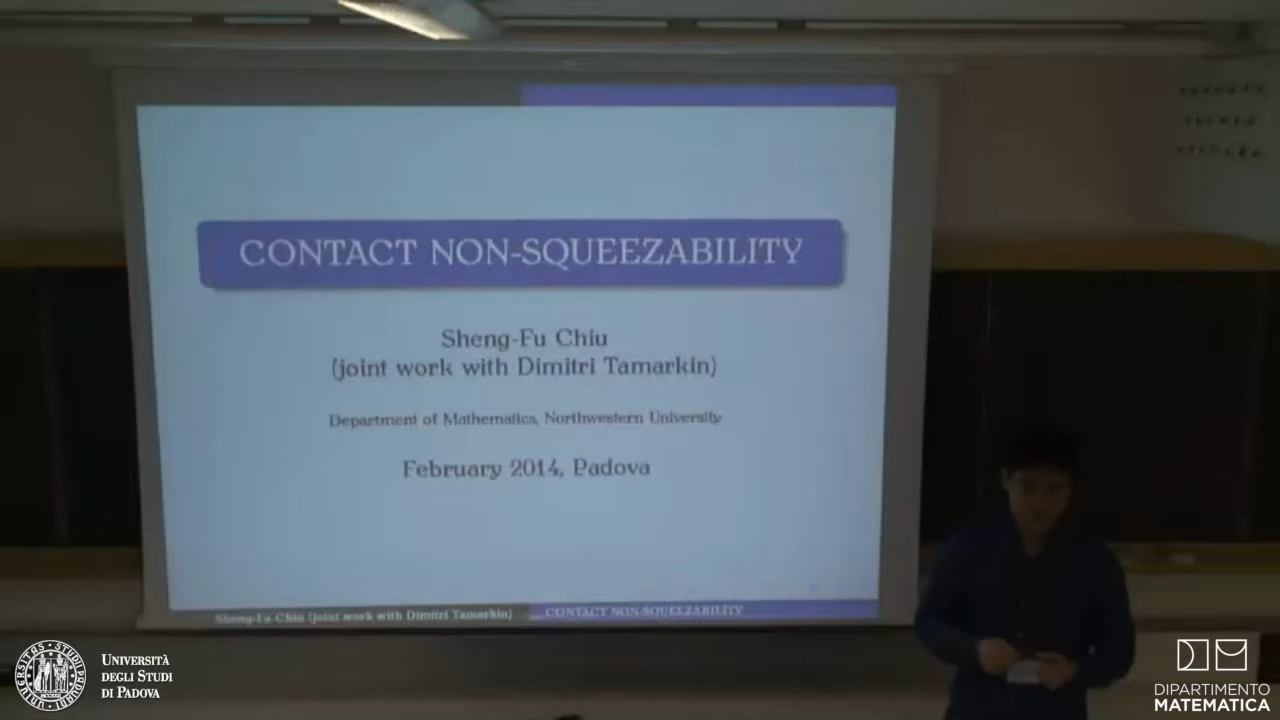 CONTACT NON-SQUEEZABILITY
Sheng-Fu Chiu
(joint work with Dimitri Tamarkin)
Department of Mathematics, Northwestern University
February 2014, Padova
Sheng-Fu Chiu (joint work with Dimitri Tamarkin)
CONTACT NON-SQUEEZABILITY
UNIVERSITÀ
DEGLI STUDI
DI PADOVA
DIPARTIMENTO
MATEMATICA